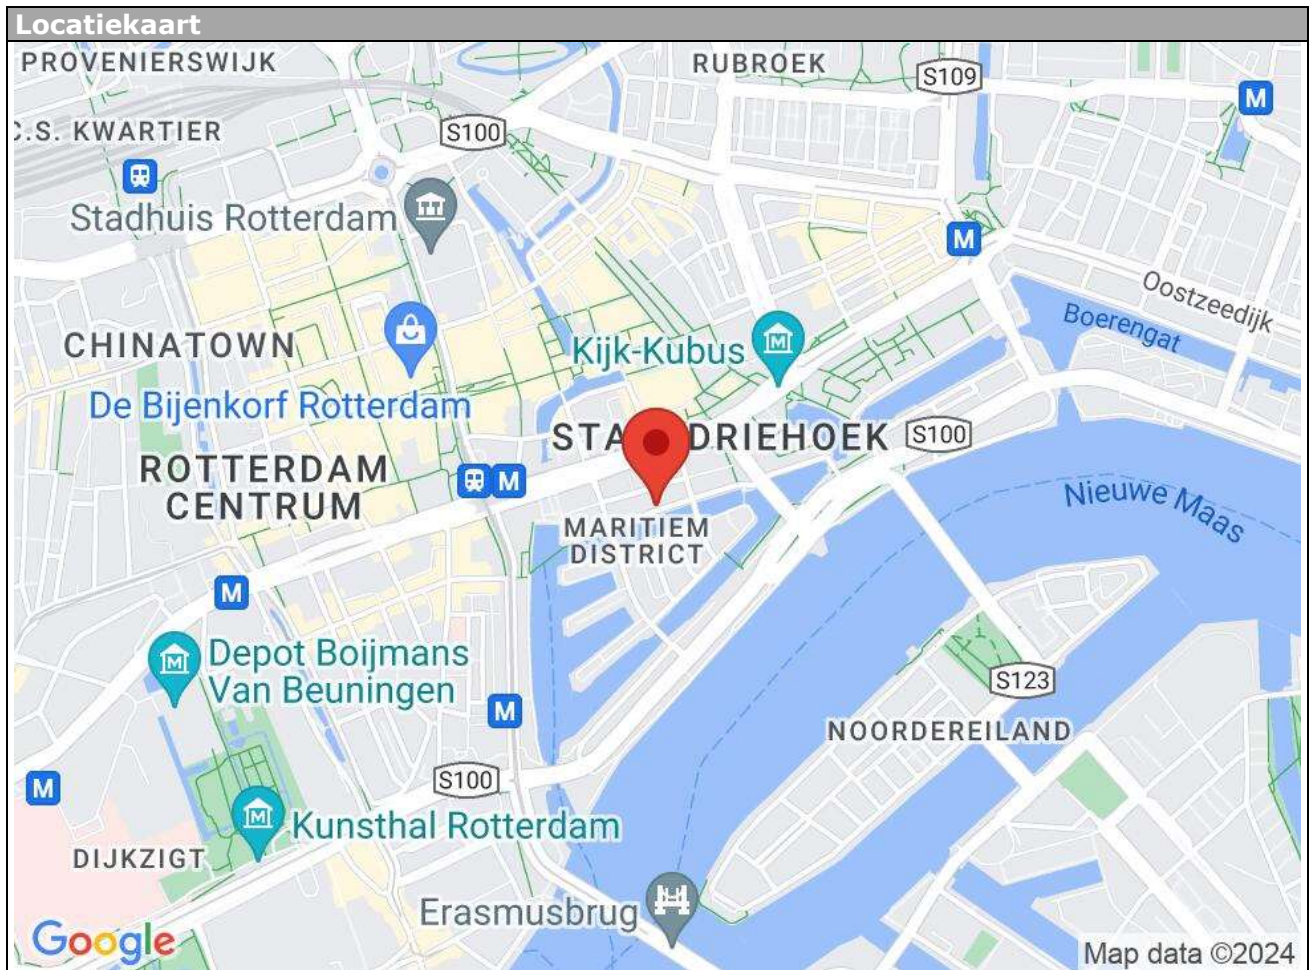 Locatiekaart
PROVENIERSWIJK
RUBROEK
S109
M
C.S. KWARTIER
S100
Stadhuis Rotterdam
M
Oostzeedijk
Boerengat
CHINATOWN
Kijk-Kubus
De Bijenkorf Rotterdam
STA DRIEHOEK
S100
ROTTERDAM
CENTRUM
M
Nieuwe Maas
MARITIEM
DISTRICT
M
Depot Boijmans
Van Beuningen
S123
M
NOORDEREILAND
S100
M
Kunsthal Rotterdam
DIJKZIGT
Erasmusbrug
Google
Map data ©2024